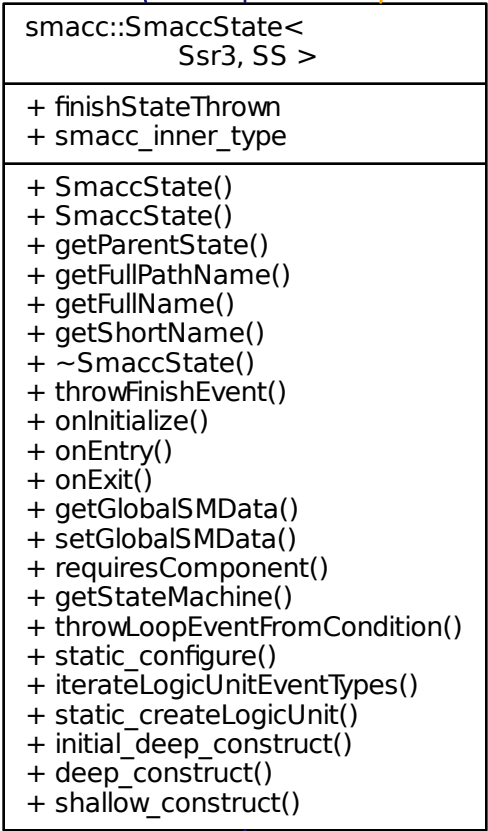 smacc::SmaccState<
Ssr3, SS >
+ finishStateThrown
+ smacc_inner_type
+ SmaccState()
+ SmaccState()
+ getParentState()
+ getFullPathName()
+ getFullName()
+ getShortName()
+ ~SmaccState()
+ throwFinishEvent()
+ onInitialize()
+ onEntry()
+ onExit()
+ getGlobalSMData()
+ setGlobalSMData()
+ requiresComponent()
+ getStateMachine()
+ throwLoopEventFromCondition()
+ static_configure()
+ iterateLogicUnitEventTypes()
+ static_createLogicUnit()
+ initial_deep_construct()
+ deep_construct()
+ shallow_construct()